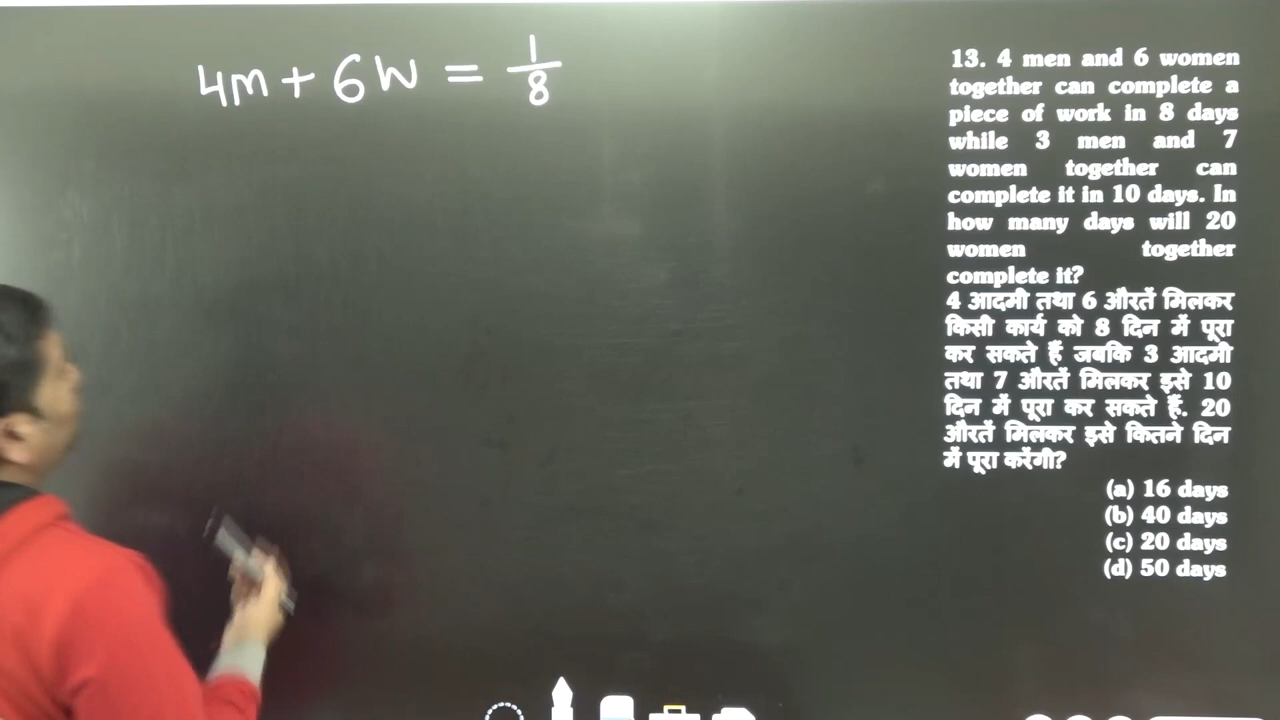 4m + 6W = 1/8
13. 4 men and 6 women
together can complete a
piece of work in 8 days
while 3 men and 7
women together can
complete it in 10 days. In
how many days will 20
women together
complete it?
4 आदमी तथा 6 औरतें मिलकर
किसी कार्य को 8 दिन में पूरा
कर सकते हैं जबकि 3 आदमी
तथा 7 औरतें मिलकर इसे 10
दिन में पूरा कर सकते हैं. 20
औरतें मिलकर इसे कितने दिन
में पूरा करेंगी?
(a) 16 days
(b) 40 days
(c) 20 days
(d) 50 days